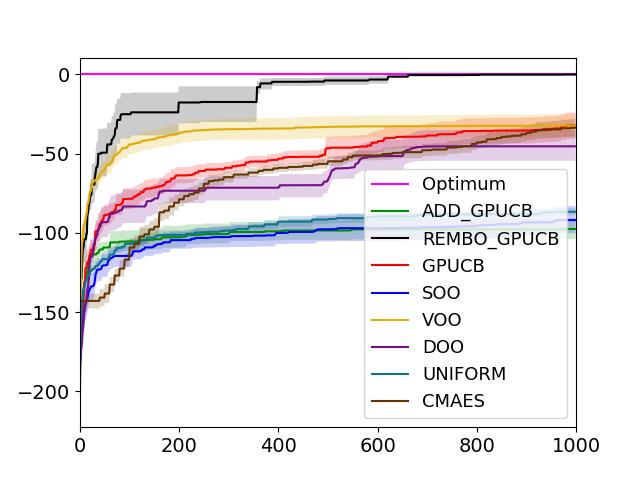 0
−50
−100
−150
−200
0
200
400
600
800
1000
Optimum
ADD_GPUCB
REMBO_GPUCB
GPUCB
SOO
VOO
DOO
UNIFORM
CMAES